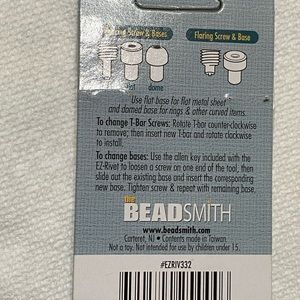 Screw & Bases Flaring Screw & Base
flat dome
Use flat base for flat metal sheet
and domed base for rings & other curved items.
To change T-Bar Screws: Rotate T-bar counter-clockwise
to remove; then insert new T-bar and rotate clockwise
to install.
To change bases: Use the allen key included with the
EZ-Rivet to loosen a screw on one end of the tool, then
slide out the existing base and insert the corresponding
new base. Tighten screw & repeat with remaining base.
the
BEADSMITH
www.beadsmith.com
Carteret, NJ • Contents made in Taiwan.
Not a toy. Not intended for use by children under 15.
#EZRIV332